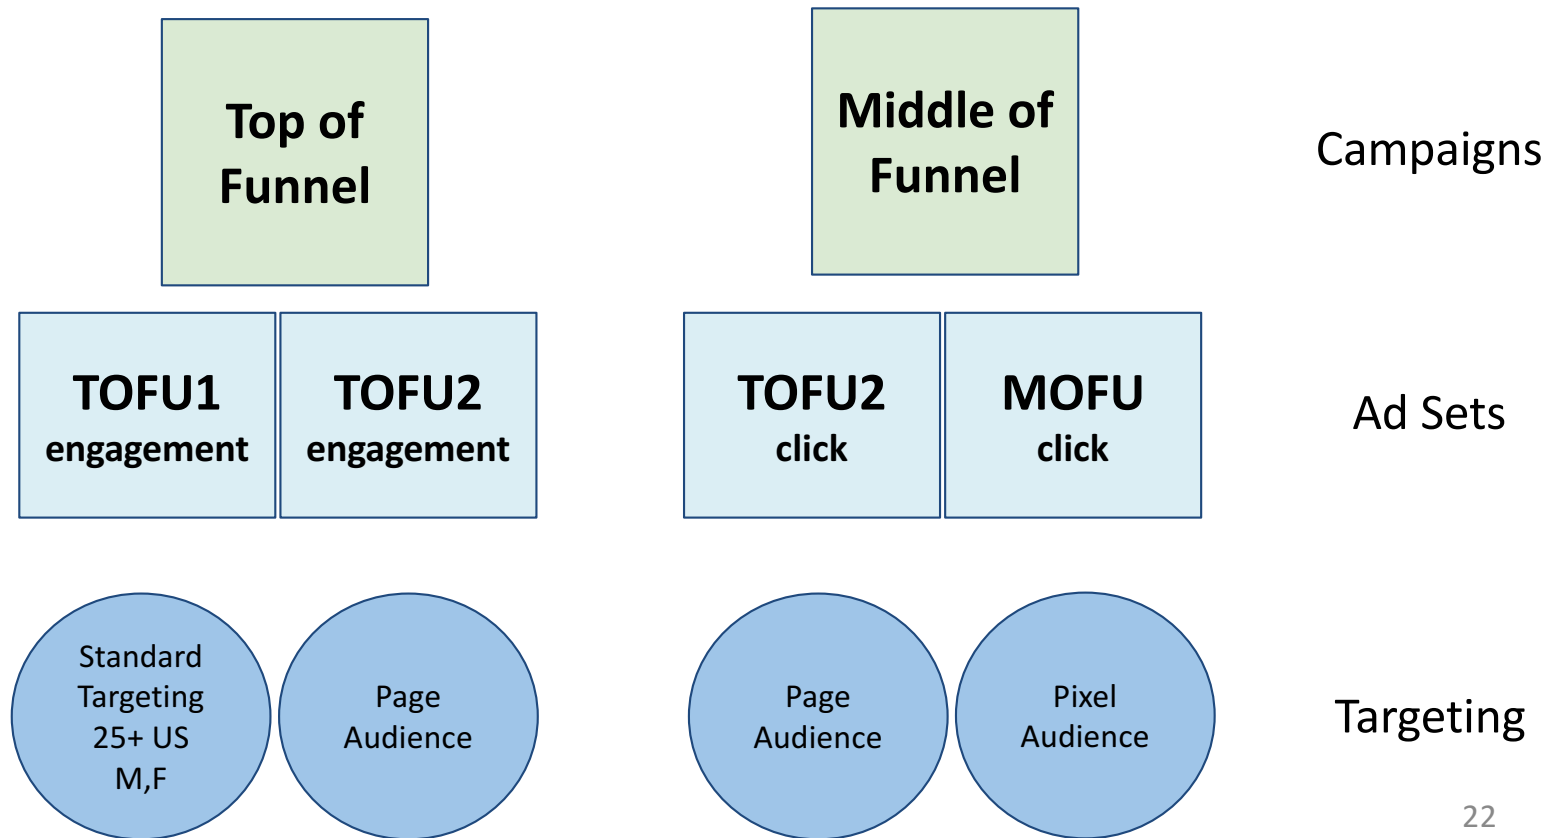 Top of
Funnel
Middle of
Funnel
Campaigns
TOFU1
engagement
TOFU2
engagement
TOFU2
click
MOFU
click
Ad Sets
Standard
Targeting
25+ US
M,F
Page
Audience
Page
Audience
Pixel
Audience
Targeting
22